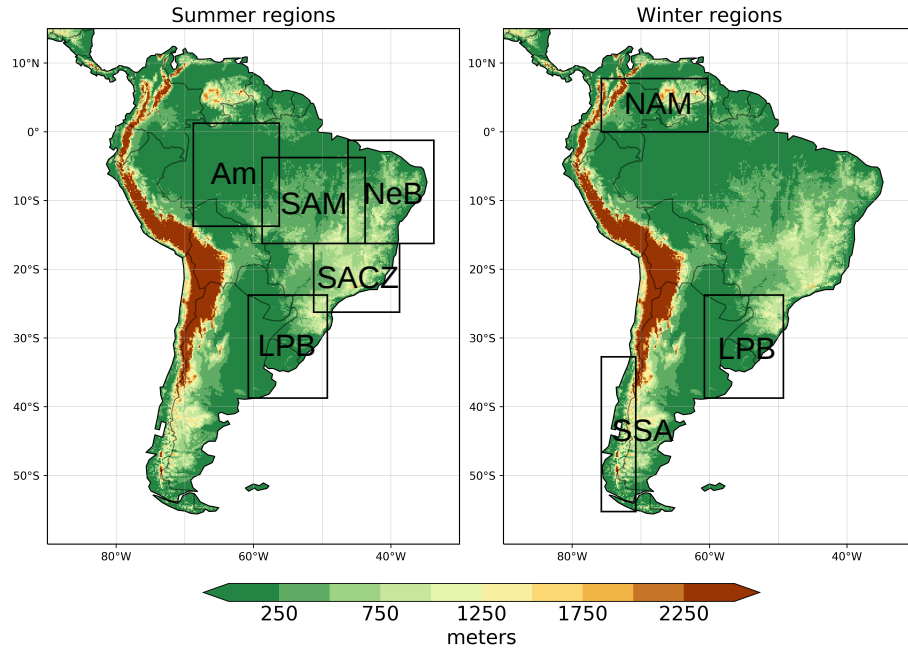 Summer regions
Winter regions
10°N
0°
10°S
20°S
30°S
40°S
50°S
80°W
60°W
40°W
Am
SAM
NeB
SACZ
LPB
10°N
0°
10°S
20°S
30°S
40°S
50°S
80°W
60°W
40°W
NAM
LPB
SSA
250 750 1250 1750 2250
meters